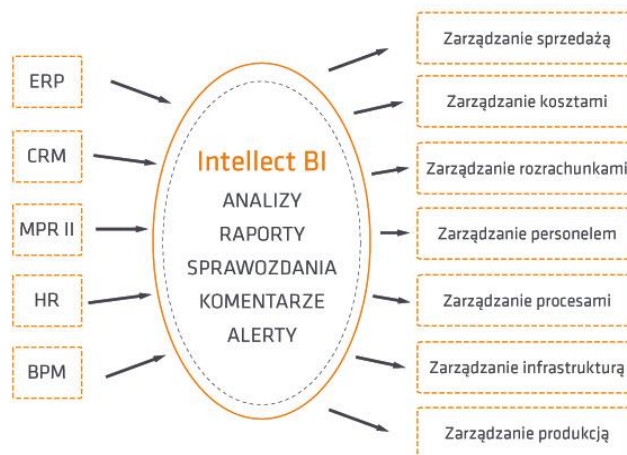 ERP
CRM
MPR II
HR
BPM
Intellect BI
ANALIZY
RAPORTY
SPRAWOZDANIA
KOMENTARZE
ALERTY
Zarządzanie sprzedażą
Zarządzanie kosztami
Zarządzanie rozrachunkami
Zarządzanie personelem
Zarządzanie procesami
Zarządzanie infrastrukturą
Zarządzanie produkcją